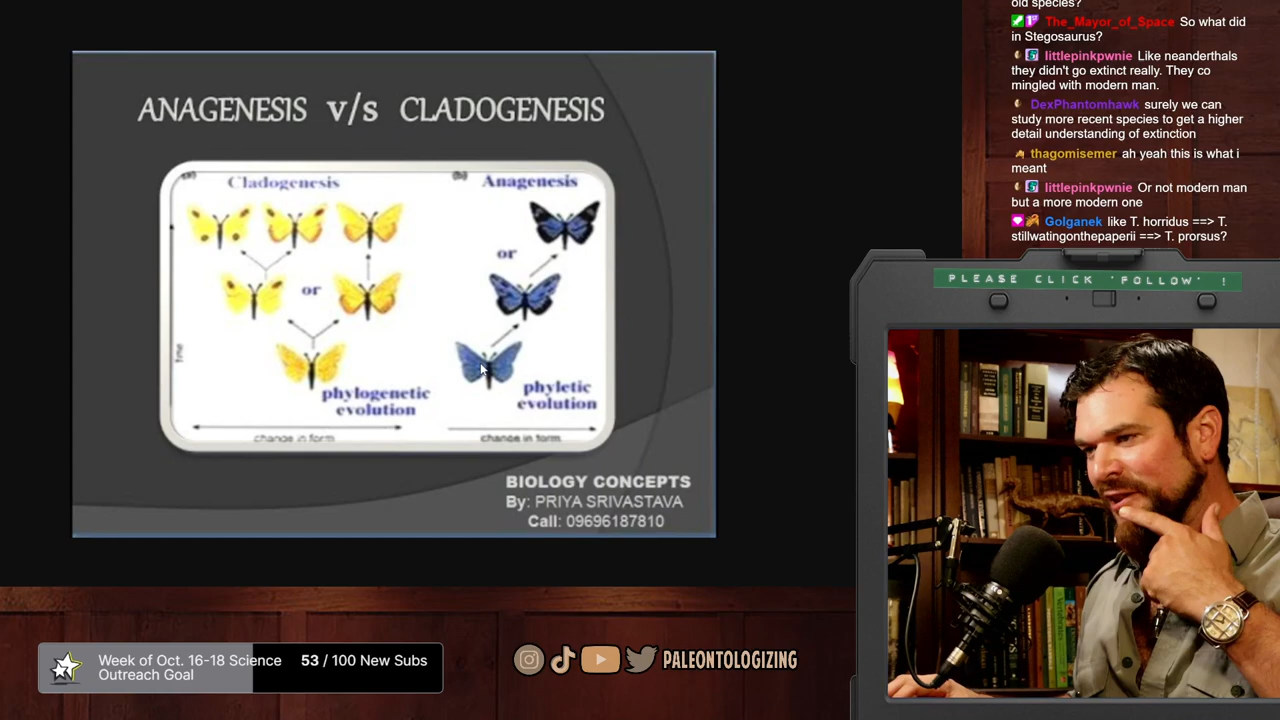 ANAGENESIS v/s CLADOGENESIS
(a)
Cladogenesis
(b)
Anagenesis
or
or
phylogenetic
evolution
phyletic
evolution
change in form
change in form
BIOLOGY CONCEPTS
By: PRIYA SRIVASTAVA
Call: 09696187810
old species?
The_Mayor_of_Space So what did
in Stegosaurus?
littlepinkpwnie Like neanderthals
they didn't go extinct really. They co
mingled with modern man.
DexPhantomhawk surely we can
study more recent species to get a higher
detail understanding of extinction
thagomisemer ah yeah this is what i
meant
littlepinkpwnie Or not modern man
but a more modern one
Golganek like T. horridus ==> T.
stillwatingonthepaperii ==> T. prorsus?
PLEASE CLICK 'FOLLOW' !
Week of Oct. 16-18 Science
Outreach Goal
53 / 100 New Subs
PALEONTOLOGIZING